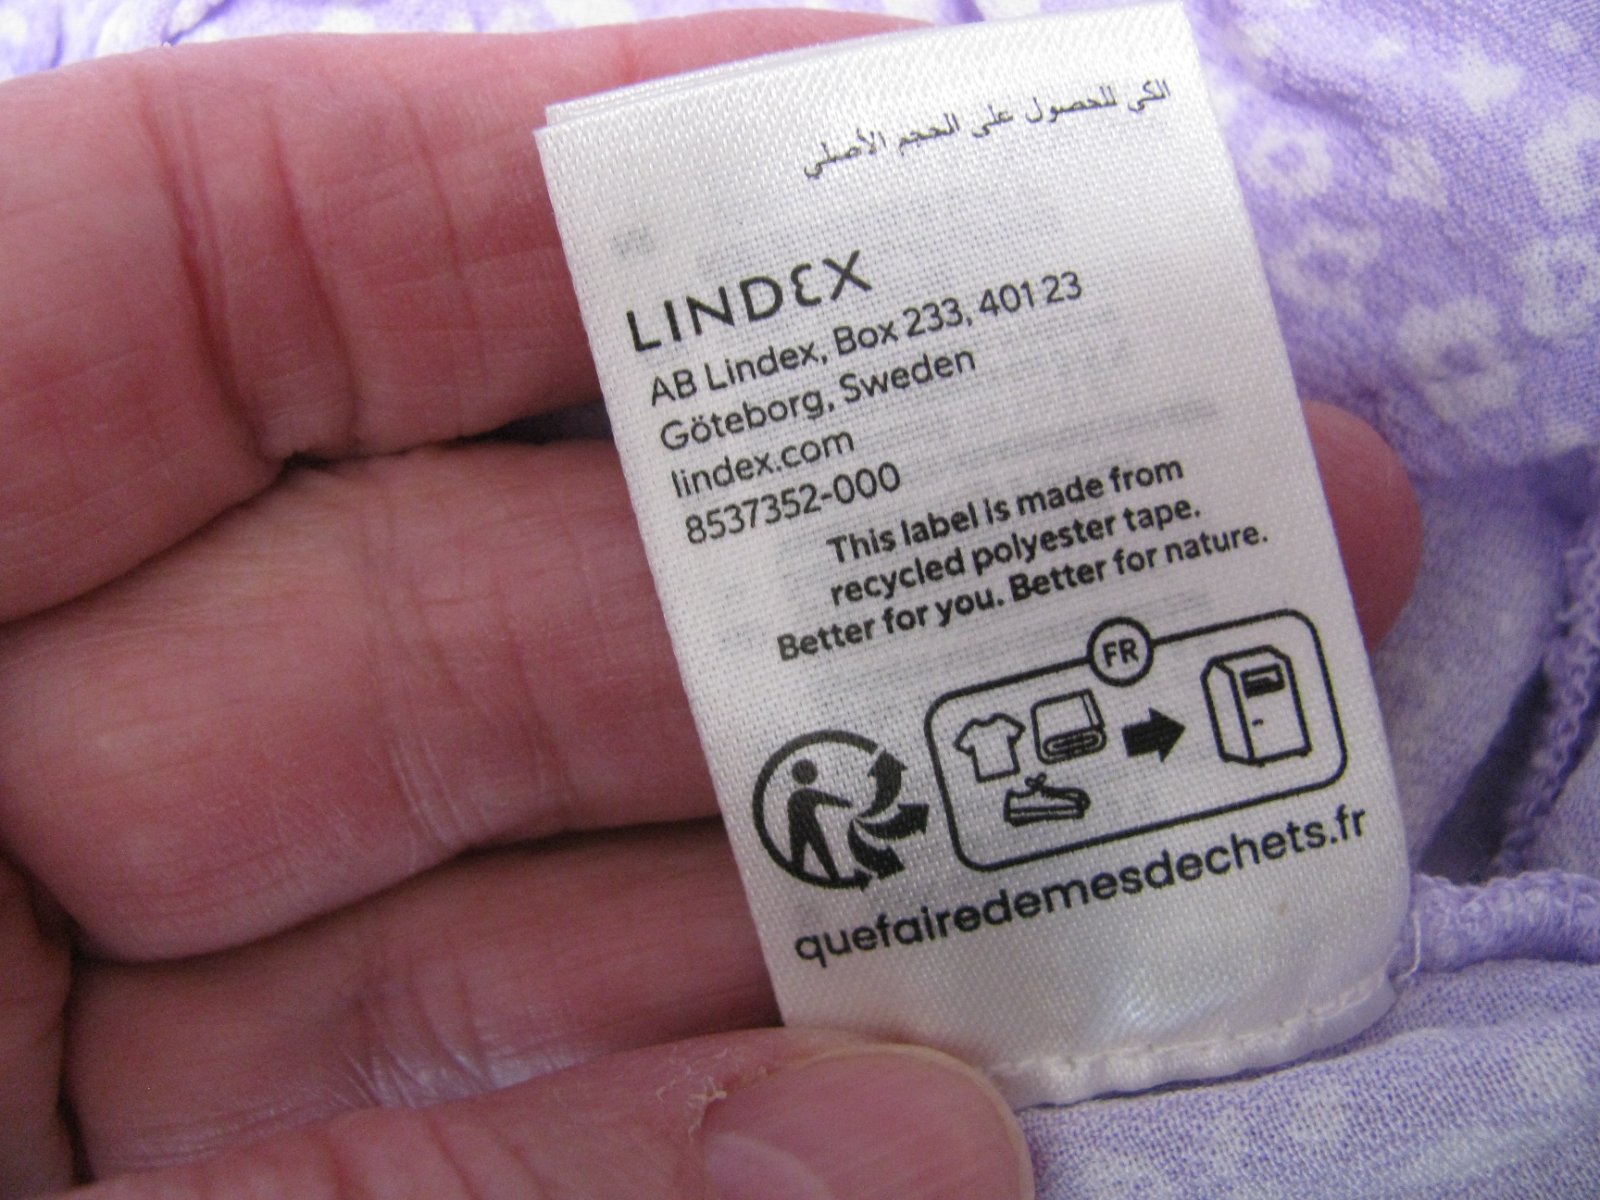 الكي للحصول على الحجم الأصلي
LINDEX
AB Lindex, Box 233, 401 23
Göteborg, Sweden
lindex.com
8537352-000
This label is made from
recycled polyester tape.
Better for you. Better for nature.
FR
quefairedemesdechets.fr